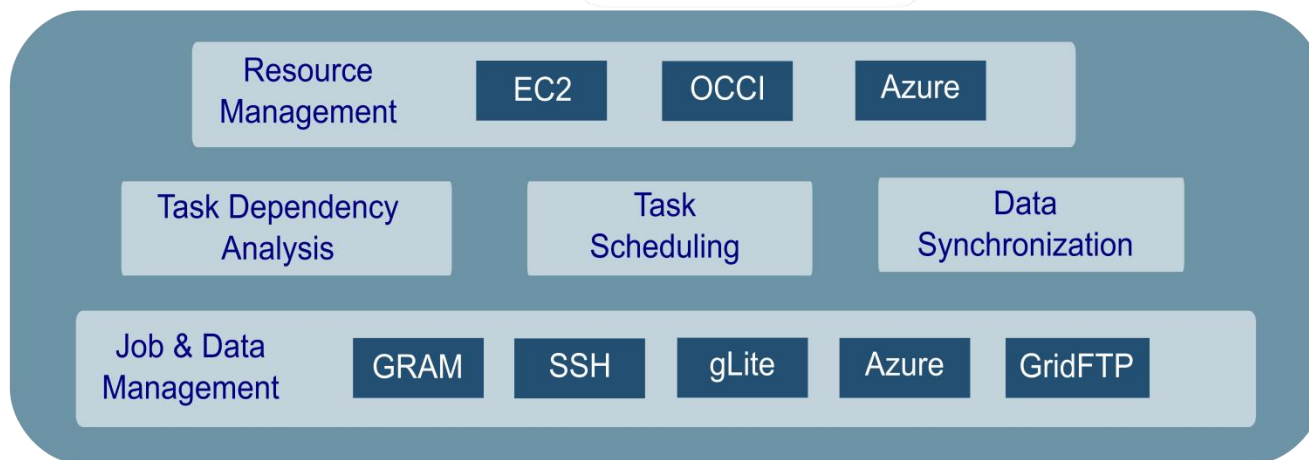 Resource
Management
EC2
OCCI
Azure
Task Dependency
Analysis
Task
Scheduling
Data
Synchronization
Job & Data
Management
GRAM
SSH
gLite
Azure
GridFTP